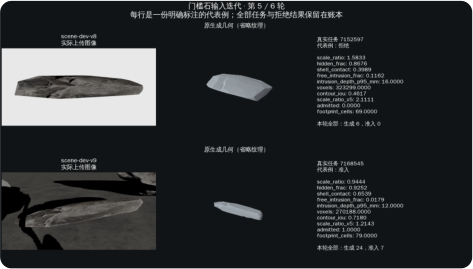 门槛石输入迭代 · 第 5 / 6 轮
每行是一份明确标注的代表例；全部任务与拒绝结果保留在账本
原生成几何（省略纹理）
scene-dev-v8
实际上传图像
真实任务 7152597
代表例：拒绝
scale_ratio: 1.5833
hidden_frac: 0.8676
shell_contact: 0.3989
free_intrusion_frac: 0.1162
intrusion_depth_p95_mm: 16.0000
voxels: 323299.0000
contour_iou: 0.4617
scale_ratio_v5: 2.1111
admitted: 0.0000
footprint_cells: 69.0000
本轮全部：生成 6，准入 0
原生成几何（省略纹理）
scene-dev-v9
实际上传图像
真实任务 7168545
代表例：准入
scale_ratio: 0.9444
hidden_frac: 0.9252
shell_contact: 0.6539
free_intrusion_frac: 0.0179
intrusion_depth_p95_mm: 12.0000
voxels: 270188.0000
contour_iou: 0.7180
scale_ratio_v5: 1.2143
admitted: 1.0000
footprint_cells: 79.0000
本轮全部：生成 24，准入 7